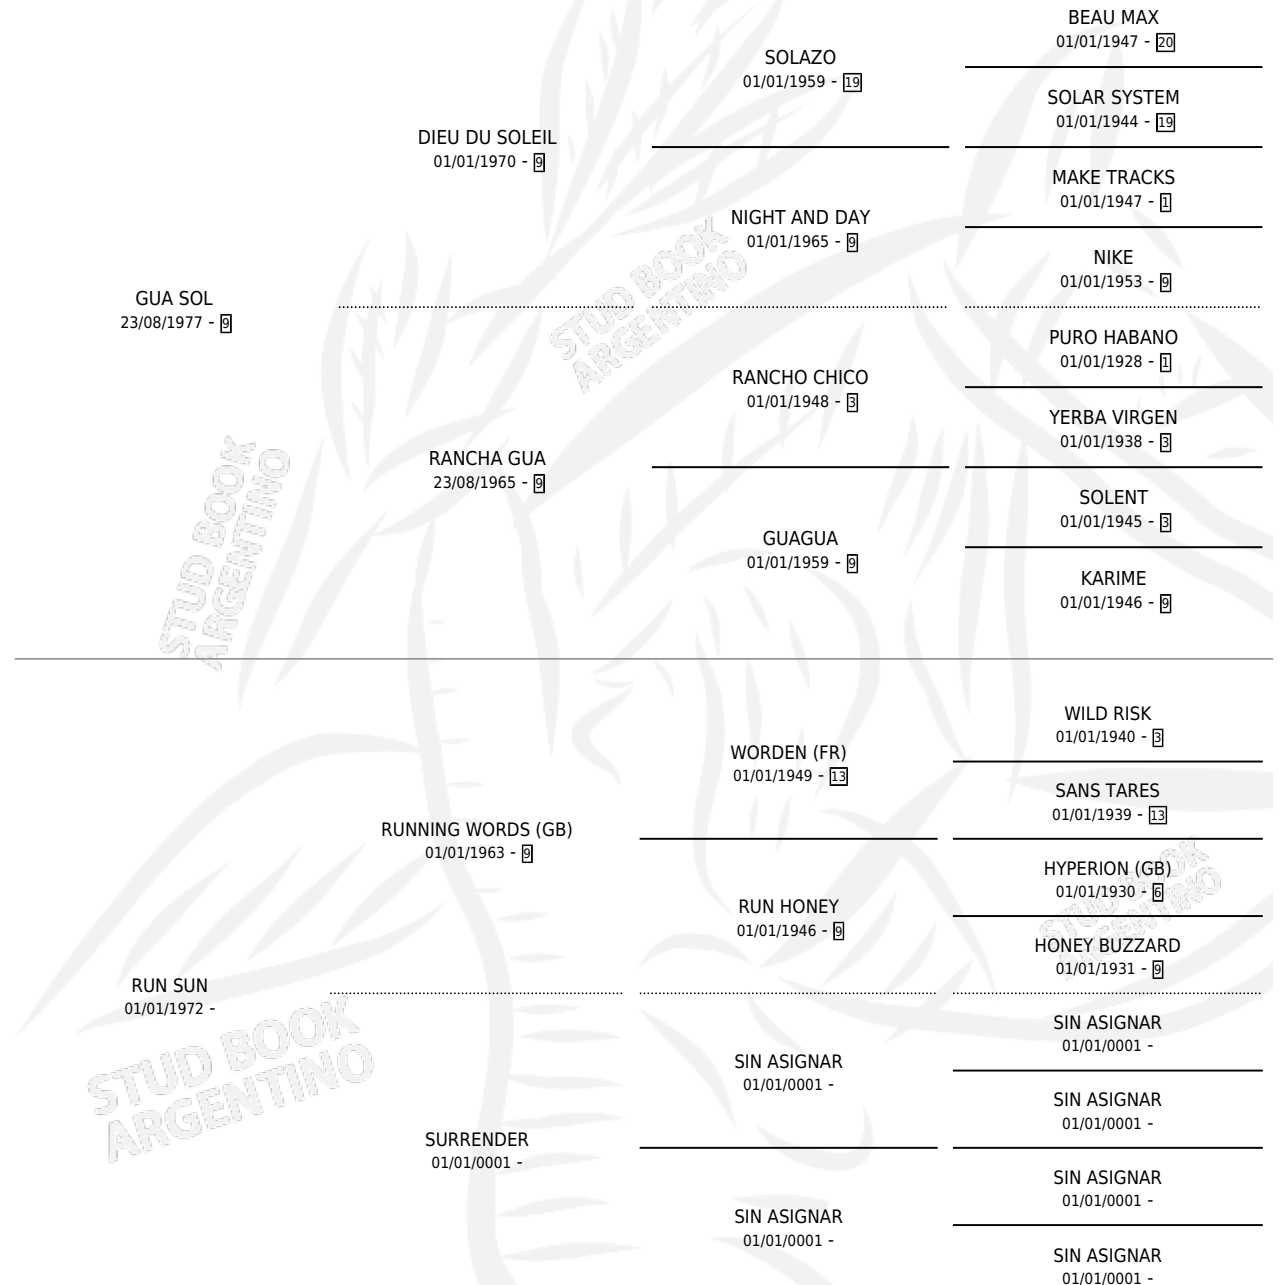 BEAU MAX
01/01/1947 - 20
SOLAZO
01/01/1959 - 19
SOLAR SYSTEM
01/01/1944 - 19
DIEU DU SOLEIL
01/01/1970 - 9
MAKE TRACKS
01/01/1947 - 1
NIGHT AND DAY
01/01/1965 - 9
NIKE
01/01/1953 - 9
GUA SOL
23/08/1977 - 9
PURO HABANO
01/01/1928 - 1
RANCHO CHICO
01/01/1948 - 3
YERBA VIRGEN
01/01/1938 - 3
RANCHA GUA
23/08/1965 - 9
SOLENT
01/01/1945 - 3
GUAGUA
01/01/1959 - 9
KARIME
01/01/1946 - 9
STUD BOOK
ARGENTINO
STUD BOOK
ARGENTINO
WILD RISK
01/01/1940 - 3
WORDEN (FR)
01/01/1949 - 13
SANS TARES
01/01/1939 - 13
RUNNING WORDS (GB)
01/01/1963 - 9
HYPERION (GB)
01/01/1930 - 6
RUN HONEY
01/01/1946 - 9
HONEY BUZZARD
01/01/1931 - 9
RUN SUN
01/01/1972 -
SIN ASIGNAR
01/01/0001 -
SIN ASIGNAR
01/01/0001 -
SIN ASIGNAR
01/01/0001 -
SURRENDER
01/01/0001 -
SIN ASIGNAR
01/01/0001 -
SIN ASIGNAR
01/01/0001 -
SIN ASIGNAR
01/01/0001 -
STUD BOOK
ARGENTINO
STUD BOOK
ARGENTINO